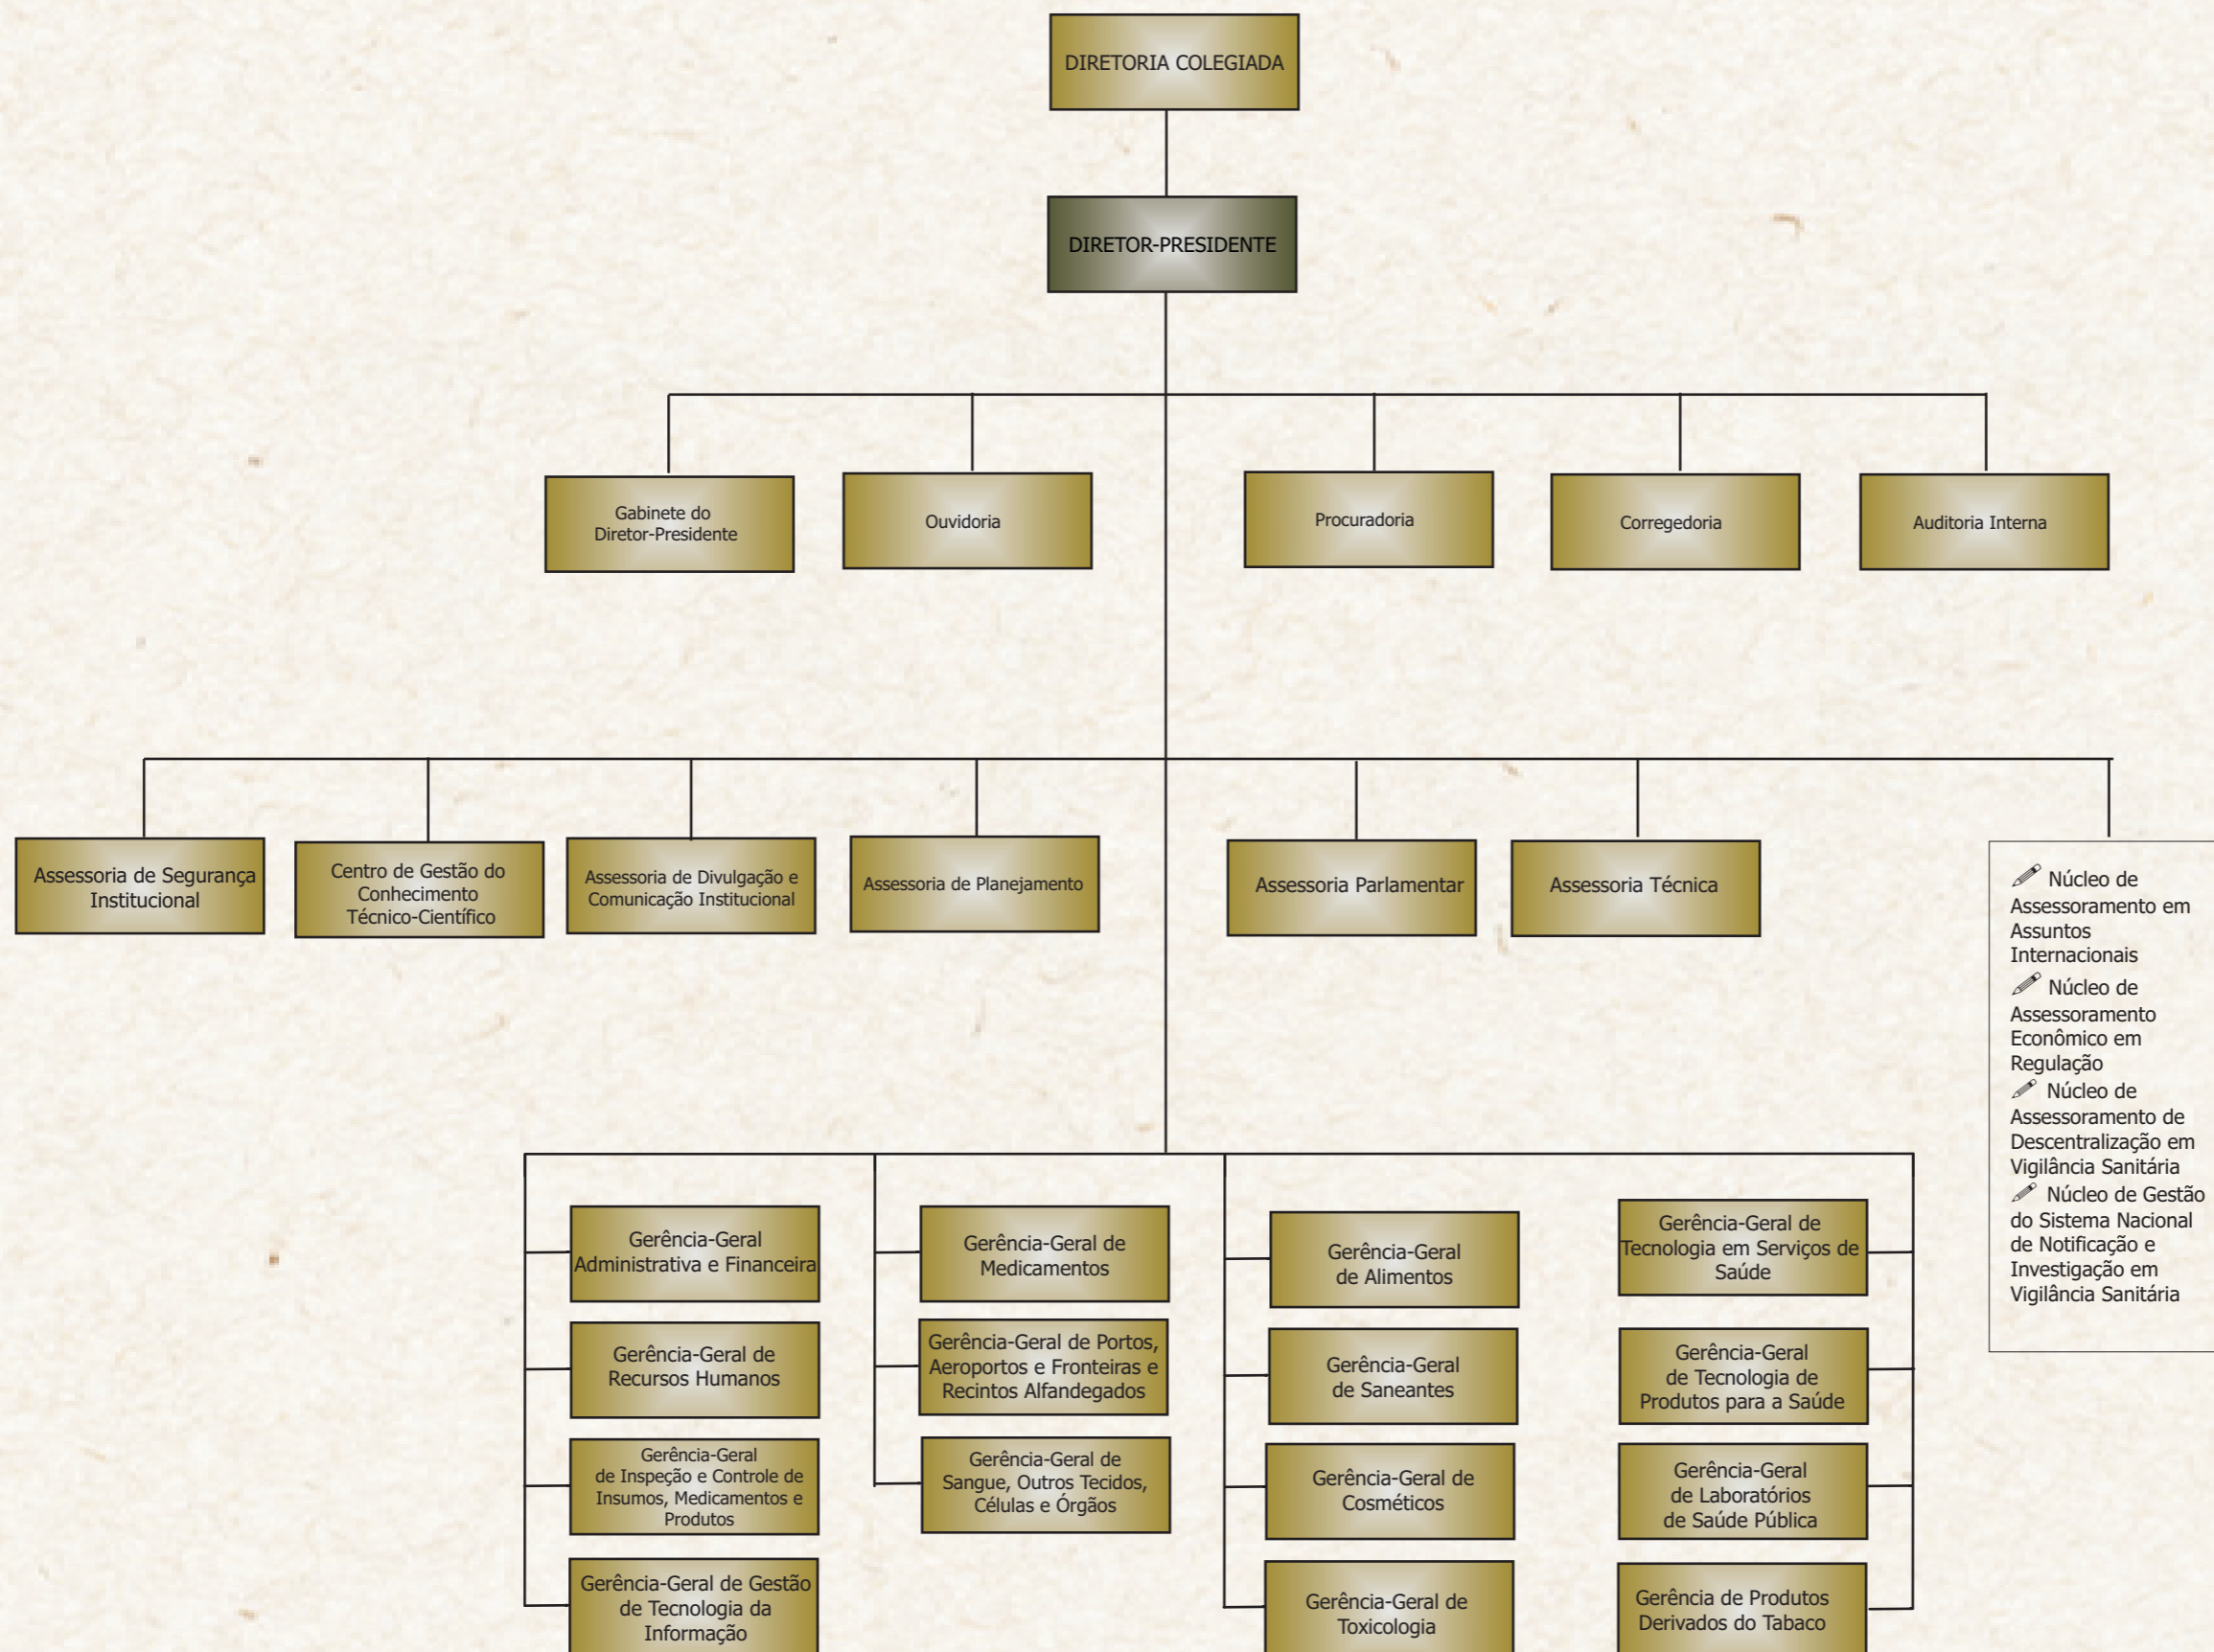 DIRETORIA COLEGIADA
DIRETOR-PRESIDENTE
Gabinete do
Diretor-Presidente
Ouvidoria
Procuradoria
Corregedoria
Auditoria Interna
Assessoria de Segurança
Institucional
Centro de Gestão do
Conhecimento
Técnico-Científico
Assessoria de Divulgação e
Comunicação Institucional
Assessoria de Planejamento
Assessoria Parlamentar
Assessoria Técnica
Núcleo de
Assessoramento em
Assuntos
Internacionais
Núcleo de
Assessoramento
Econômico em
Regulação
Núcleo de
Assessoramento de
Descentralização em
Vigilância Sanitária
Núcleo de Gestão
do Sistema Nacional
de Notificação e
Investigação em
Vigilância Sanitária
Gerência-Geral
Administrativa e Financeira
Gerência-Geral de
Recursos Humanos
Gerência-Geral
de Inspeção e Controle de
Insumos, Medicamentos e
Produtos
Gerência-Geral de Gestão
de Tecnologia da
Informação
Gerência-Geral de
Medicamentos
Gerência-Geral de Portos,
Aeroportos e Fronteiras e
Recintos Alfandegados
Gerência-Geral de
Sangue, Outros Tecidos,
Células e Órgãos
Gerência-Geral
de Alimentos
Gerência-Geral
de Saneantes
Gerência-Geral de
Cosméticos
Gerência-Geral de
Toxicologia
Gerência-Geral de
Tecnologia em Serviços de
Saúde
Gerência-Geral
de Tecnologia de
Produtos para a Saúde
Gerência-Geral
de Laboratórios
de Saúde Pública
Gerência de Produtos
Derivados do Tabaco